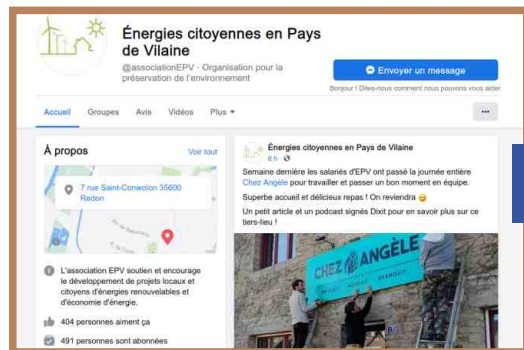 Énergies citoyennes en Pays
de Vilaine
@associationEPV · Organisation pour la
préservation de l'environnement
Envoyer un message
Bonjour ! Dites-nous comment nous pouvons vous aider
Accueil Groupes Avis Vidéos Plus
À propos Voir tout
7 rue Saint-Conwoïon 35600
Redon
L'association EPV soutien et encourage
le développement de projets locaux et
citoyens d'énergies renouvelables et
d'économie d'énergie.
404 personnes aiment ça
491 personnes sont abonnées
Énergies citoyennes en Pays de Vilaine
6 h
Semaine dernière les salariés d'EPV ont passé la journée entière
Chez Angèle pour travailler et passer un bon moment en équipe.
Superbe accueil et délicieux repas ! On reviendra
Un petit article et un podcast signés Dixit pour en savoir plus sur ce
tiers-lieu !
CHEZ ANGÈLE